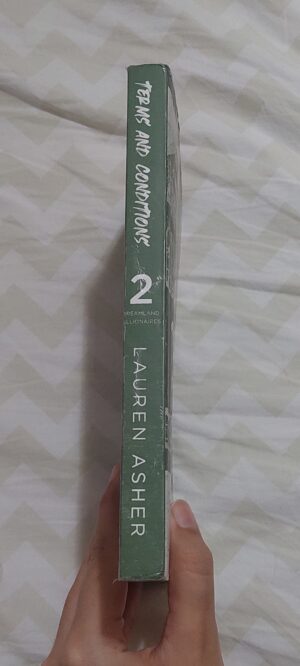 TERMS AND CONDITIONS
2
DREAMLAND
BILLIONAIRES
LAUREN ASHER